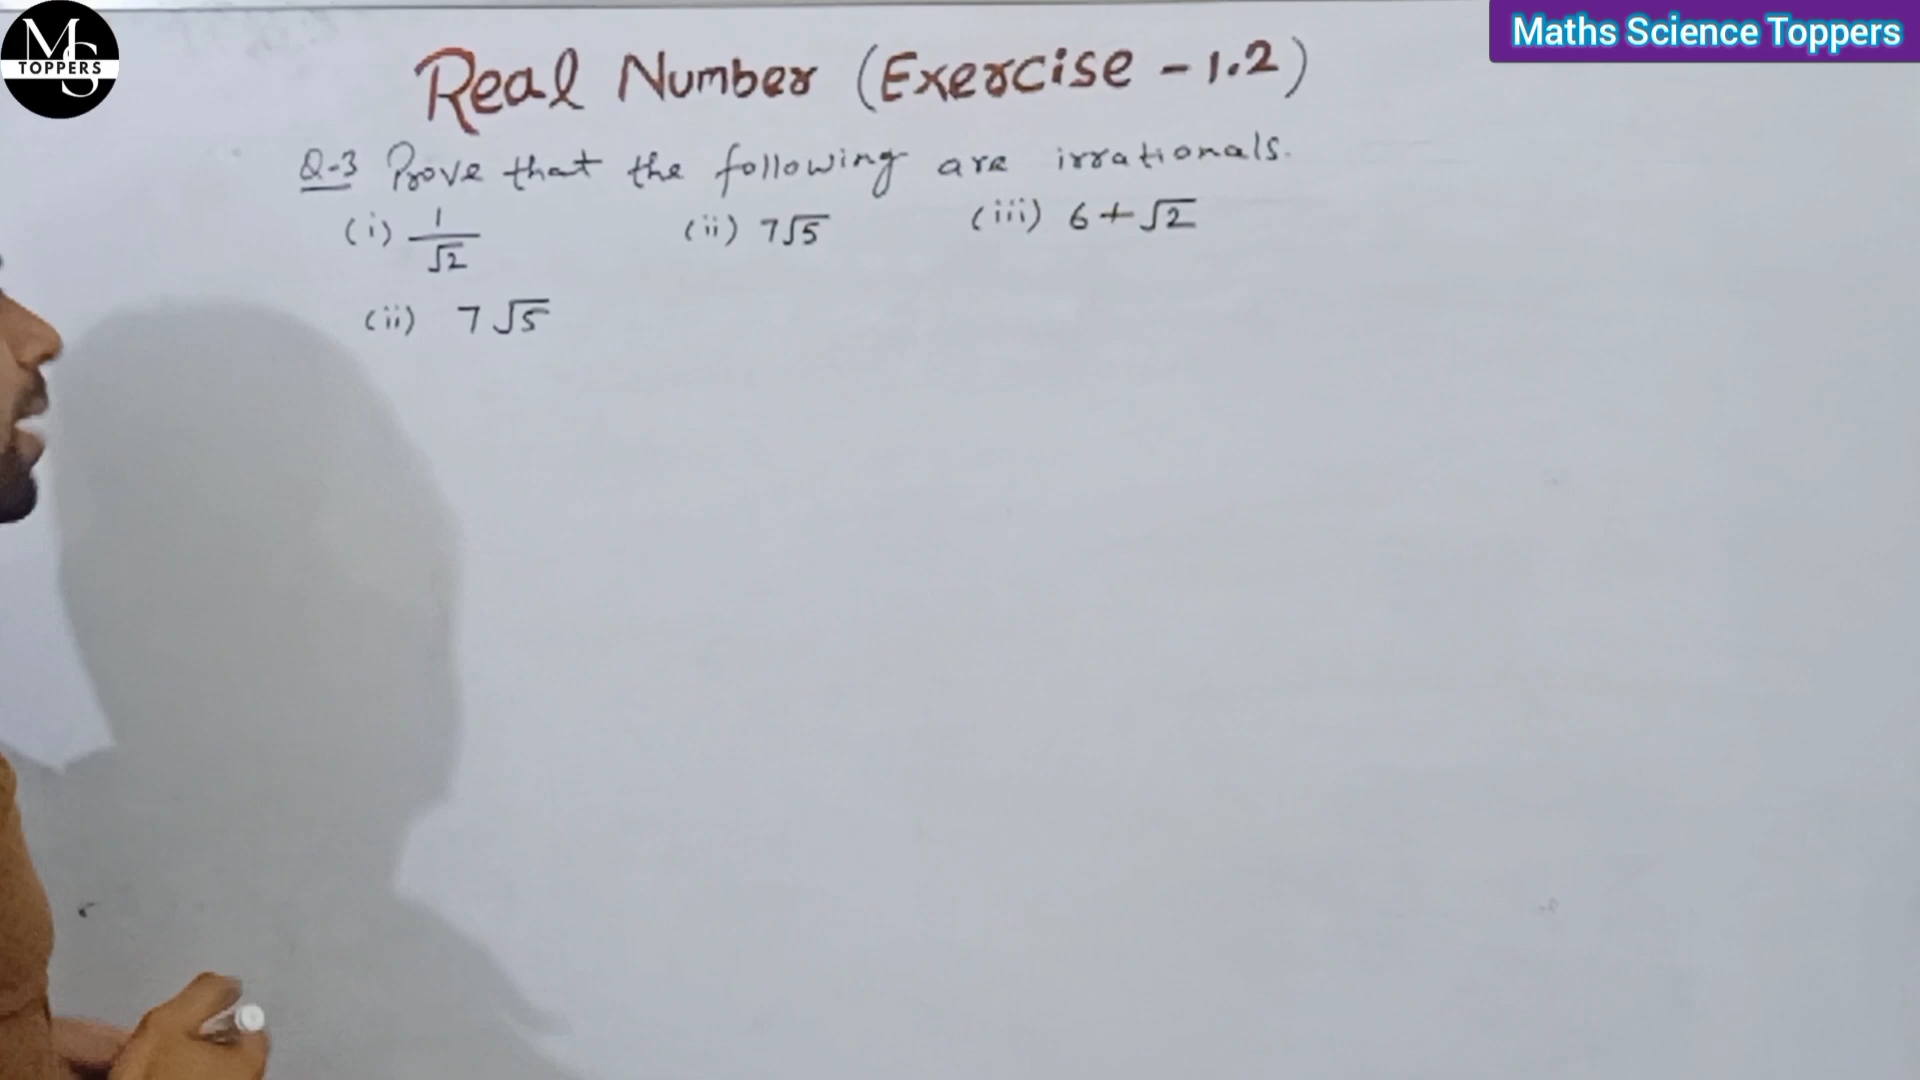 MS
TOPPERS
Maths Science Toppers
Real Number (Exercise - 1.2)
Q-3 Prove that the following are irrationals.
(i) 1/√2 (ii) 7√5 (iii) 6+√2
(ii) 7√5